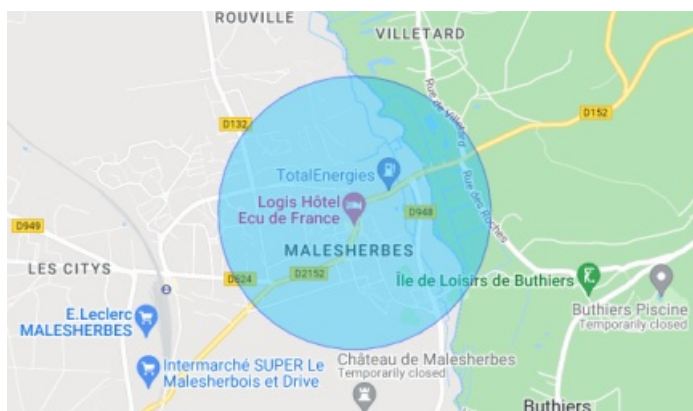 ROUVILLE
VILLETARD
D132
D152
Rue de Villetard
TotalEnergies
Rue des Roches
Logis Hôtel
Ecu de France
D948
D949
MALESHERBES
LES CITYS
D624
D2152
Île de Loisirs de Buthiers
E.Leclerc
MALESHERBES
Buthiers Piscine
Temporarily closed
Intermarché SUPER Le
Malesherbois et Drive
Château de Malesherbes
Temporarily closed
Buthiers